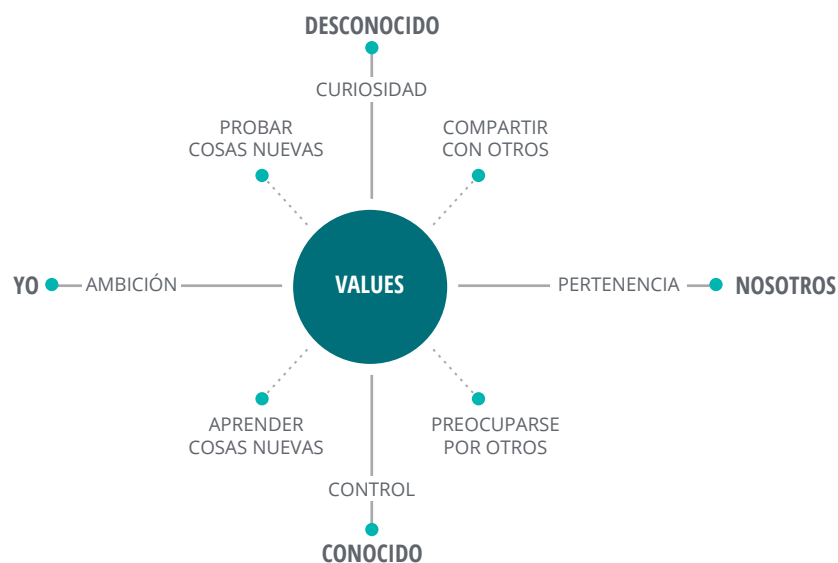 DESCONOCIDO
CURIOSIDAD
PROBAR
COSAS NUEVAS
COMPARTIR
CON OTROS
YO
AMBICIÓN
VALUES
PERTENENCIA
NOSOTROS
APRENDER
COSAS NUEVAS
PREOCUPARSE
POR OTROS
CONTROL
CONOCIDO